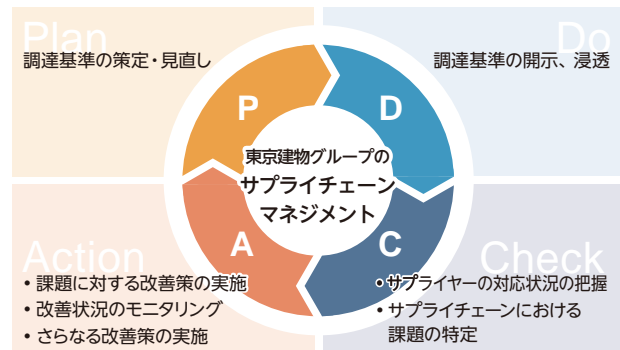 Plan
調達基準の策定・見直し
Do
調達基準の開示、浸透
P
D
東京建物グループの
サプライチェーン
マネジメント
A
C
Action
• 課題に対する改善策の実施
• 改善状況のモニタリング
• さらなる改善策の実施
Check
• サプライヤーの対応状況の把握
• サプライチェーンにおける
課題の特定